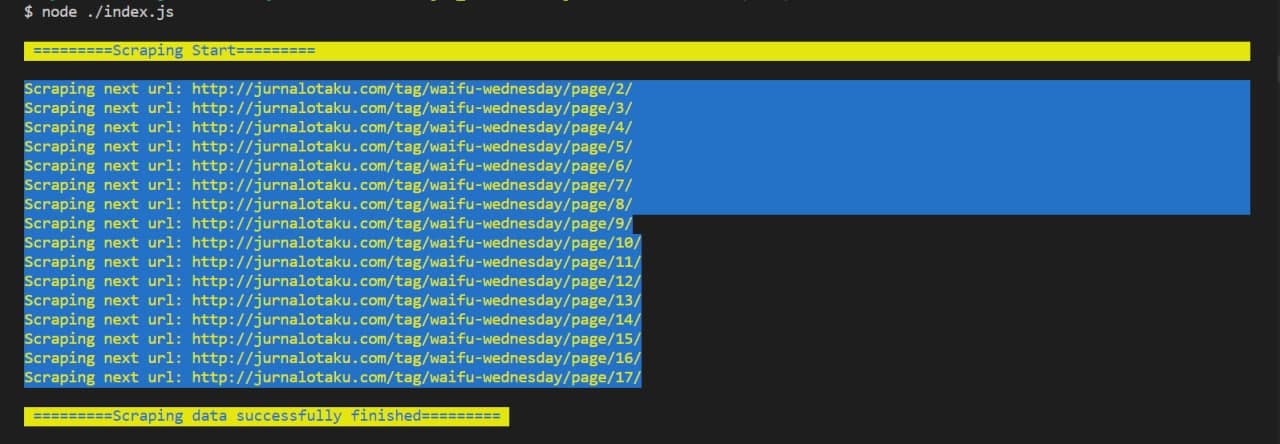 $ node ./index.js
=========Scraping Start=========
Scraping next url: http://jurnalotaku.com/tag/waifu-wednesday/page/2/
Scraping next url: http://jurnalotaku.com/tag/waifu-wednesday/page/3/
Scraping next url: http://jurnalotaku.com/tag/waifu-wednesday/page/4/
Scraping next url: http://jurnalotaku.com/tag/waifu-wednesday/page/5/
Scraping next url: http://jurnalotaku.com/tag/waifu-wednesday/page/6/
Scraping next url: http://jurnalotaku.com/tag/waifu-wednesday/page/7/
Scraping next url: http://jurnalotaku.com/tag/waifu-wednesday/page/8/
Scraping next url: http://jurnalotaku.com/tag/waifu-wednesday/page/9/
Scraping next url: http://jurnalotaku.com/tag/waifu-wednesday/page/10/
Scraping next url: http://jurnalotaku.com/tag/waifu-wednesday/page/11/
Scraping next url: http://jurnalotaku.com/tag/waifu-wednesday/page/12/
Scraping next url: http://jurnalotaku.com/tag/waifu-wednesday/page/13/
Scraping next url: http://jurnalotaku.com/tag/waifu-wednesday/page/14/
Scraping next url: http://jurnalotaku.com/tag/waifu-wednesday/page/15/
Scraping next url: http://jurnalotaku.com/tag/waifu-wednesday/page/16/
Scraping next url: http://jurnalotaku.com/tag/waifu-wednesday/page/17/
=========Scraping data successfully finished=========